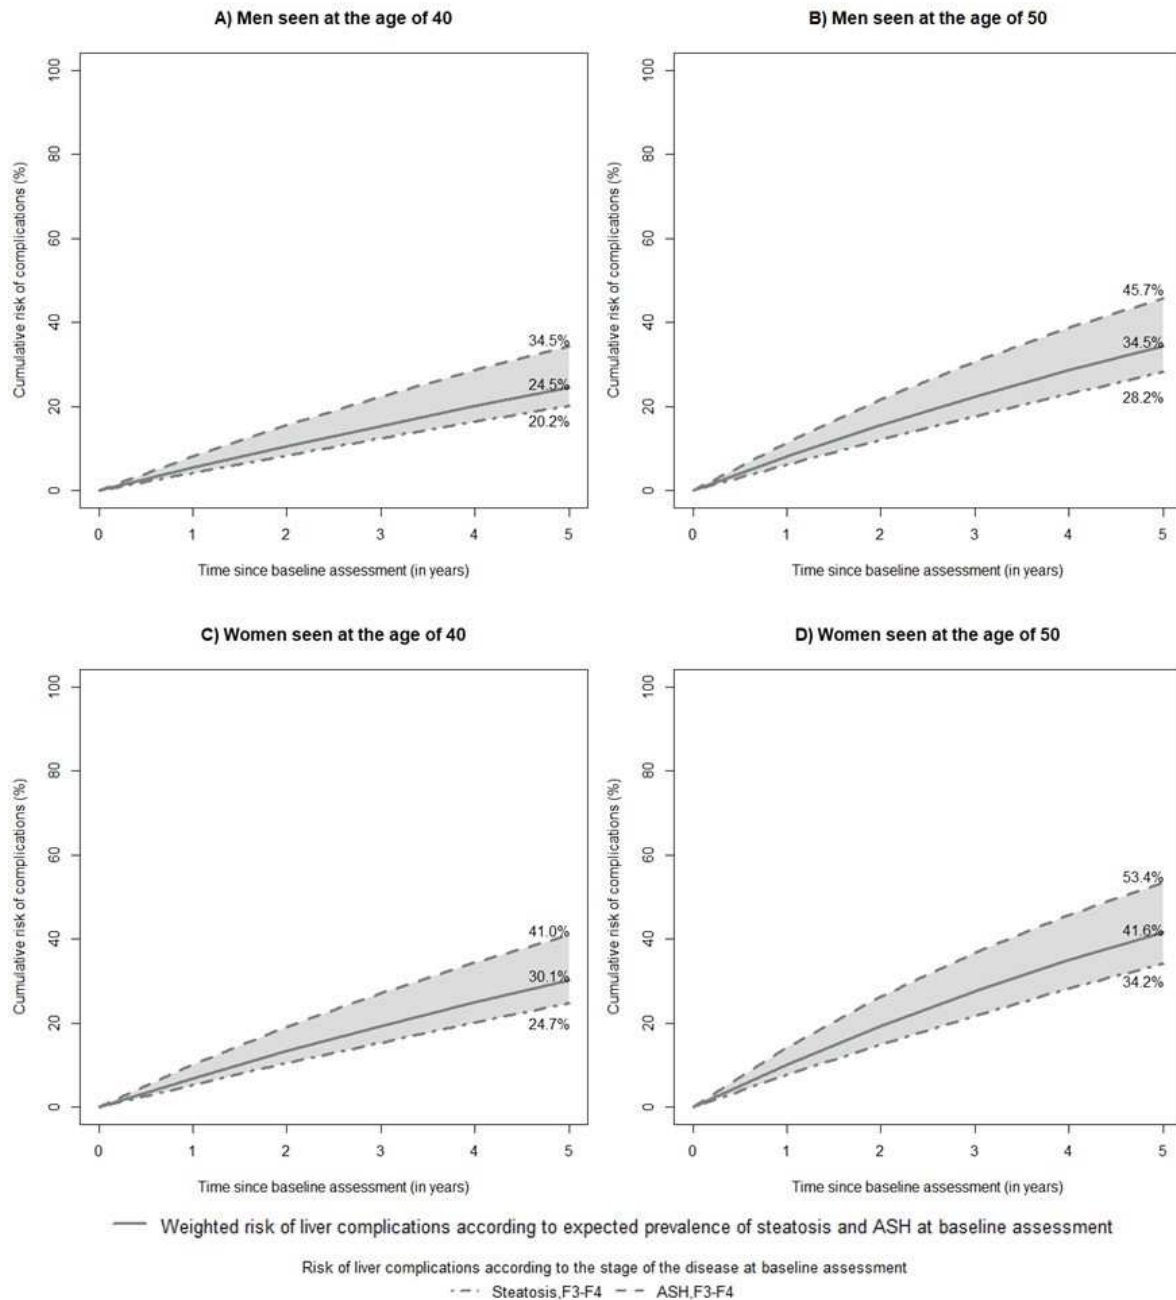 A) Men seen at the age of 40
B) Men seen at the age of 50
Cumulative risk of complications (%)
100
80
60
40
20
0
34.5%
24.5%
20.2%
0 1 2 3 4 5
Time since baseline assessment (in years)
Cumulative risk of complications (%)
100
80
60
40
20
0
45.7%
34.5%
28.2%
0 1 2 3 4 5
Time since baseline assessment (in years)
C) Women seen at the age of 40
D) Women seen at the age of 50
Cumulative risk of complications (%)
100
80
60
40
20
0
41.0%
30.1%
24.7%
0 1 2 3 4 5
Time since baseline assessment (in years)
Cumulative risk of complications (%)
100
80
60
40
20
0
53.4%
41.6%
34.2%
0 1 2 3 4 5
Time since baseline assessment (in years)
Weighted risk of liver complications according to expected prevalence of steatosis and ASH at baseline assessment
Risk of liver complications according to the stage of the disease at baseline assessment
Steatosis,F3-F4 ASH,F3-F4